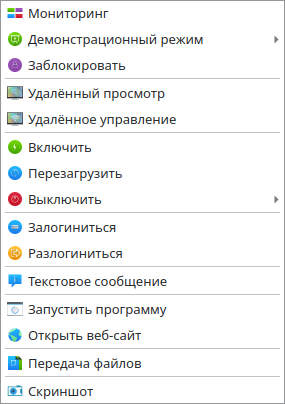 Мониторинг
Демонстрационный режим
Заблокировать
Удалённый просмотр
Удалённое управление
Включить
Перезагрузить
Выключить
Залогиниться
Разлогиниться
Текстовое сообщение
Запустить программу
Открыть веб-сайт
Передача файлов
Скриншот